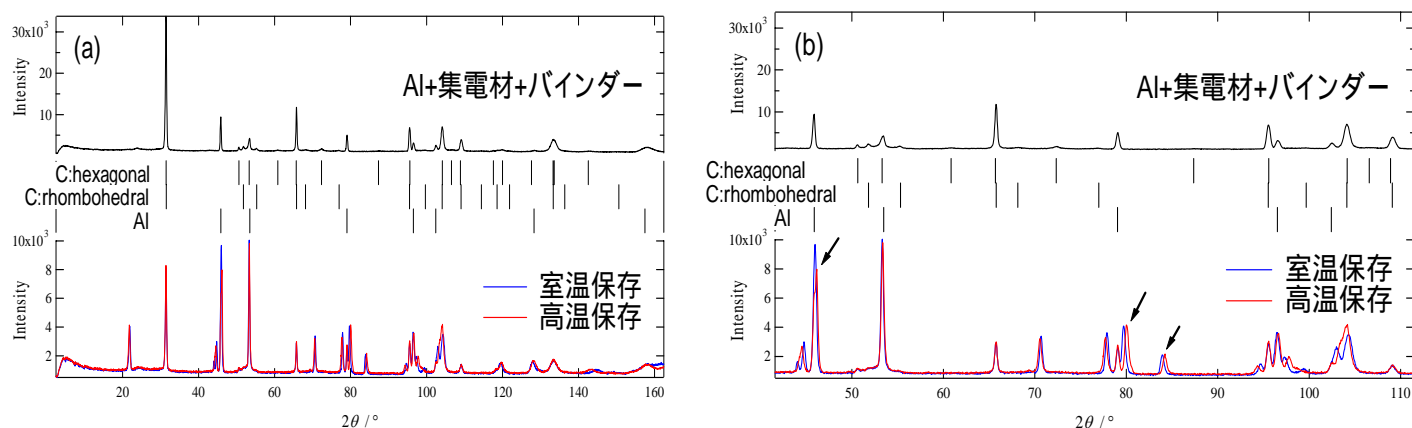 (a)
30x10³
20
10
Intensity
Al+集電材+バインダー
C:hexagonal
C:rhombohedral
Al
10x10³
8
6
4
2
Intensity
室温保存
高温保存
20
40
60
80
100
120
140
160
2θ / °
(b)
30x10³
20
10
Intensity
Al+集電材+バインダー
C:hexagonal
C:rhombohedral
Al
10x10³
8
6
4
2
Intensity
室温保存
高温保存
50
60
70
80
90
100
110
2θ / °